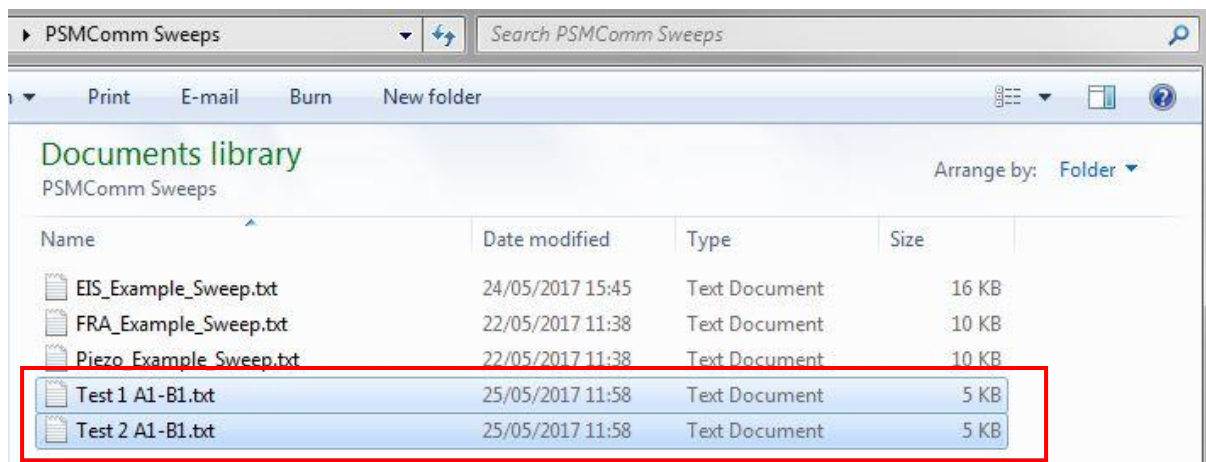 PSMComm Sweeps Search PSMComm Sweeps
Print E-mail Burn New folder
Documents library
PSMComm Sweeps
Arrange by: Folder
Name Date modified Type Size
EIS_Example_Sweep.txt 24/05/2017 15:45 Text Document 16 KB
FRA_Example_Sweep.txt 22/05/2017 11:38 Text Document 10 KB
Piezo_Example_Sweep.txt 22/05/2017 11:38 Text Document 10 KB
Test 1 A1-B1.txt 25/05/2017 11:58 Text Document 5 KB
Test 2 A1-B1.txt 25/05/2017 11:58 Text Document 5 KB